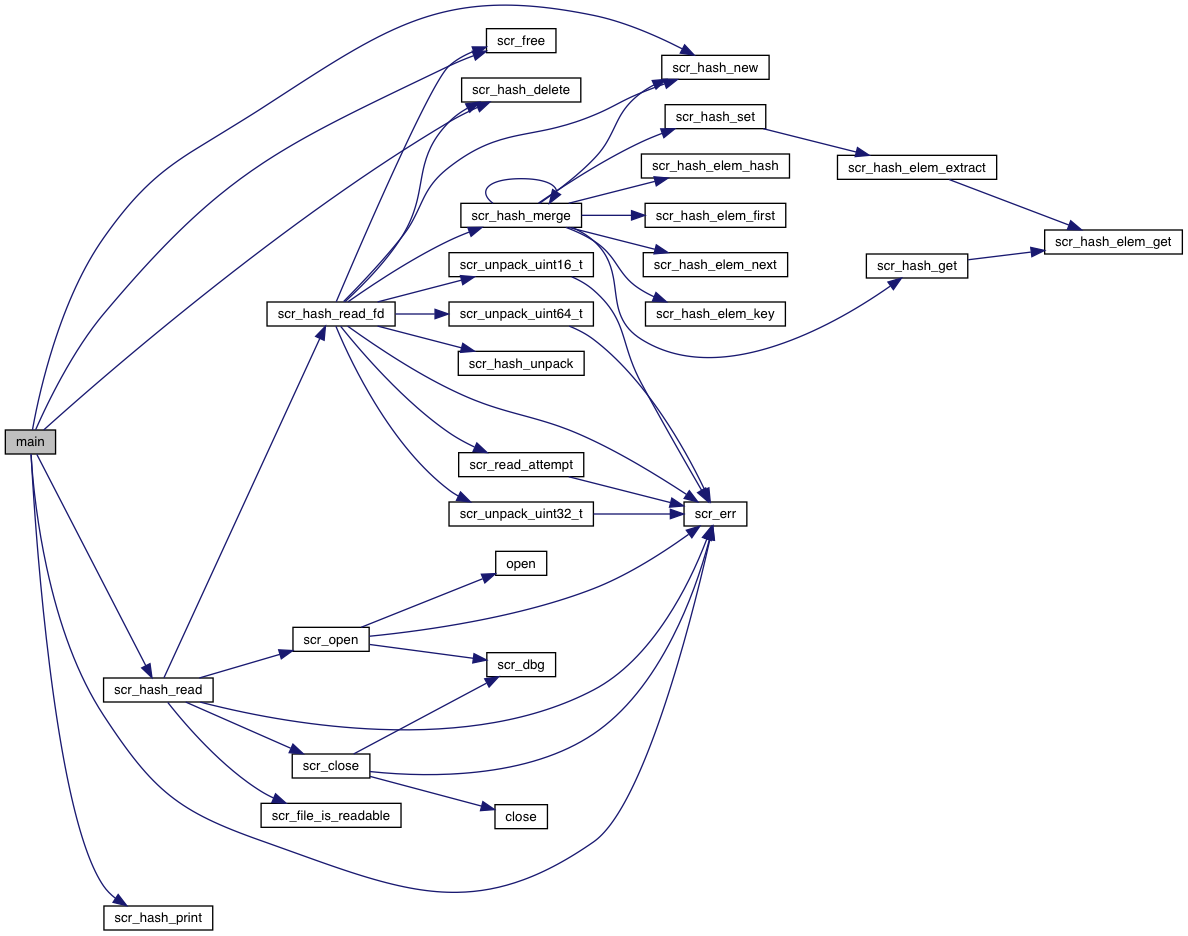 scr_free
scr_hash_new
scr_hash_delete
scr_hash_set
scr_hash_elem_hash
scr_hash_elem_extract
scr_hash_merge
scr_hash_elem_first
scr_hash_elem_get
scr_unpack_uint16_t
scr_hash_elem_next
scr_hash_get
scr_hash_read_fd
scr_unpack_uint64_t
scr_hash_elem_key
scr_hash_unpack
main
scr_read_attempt
scr_unpack_uint32_t
scr_err
open
scr_open
scr_dbg
scr_hash_read
scr_close
scr_file_is_readable
close
scr_hash_print